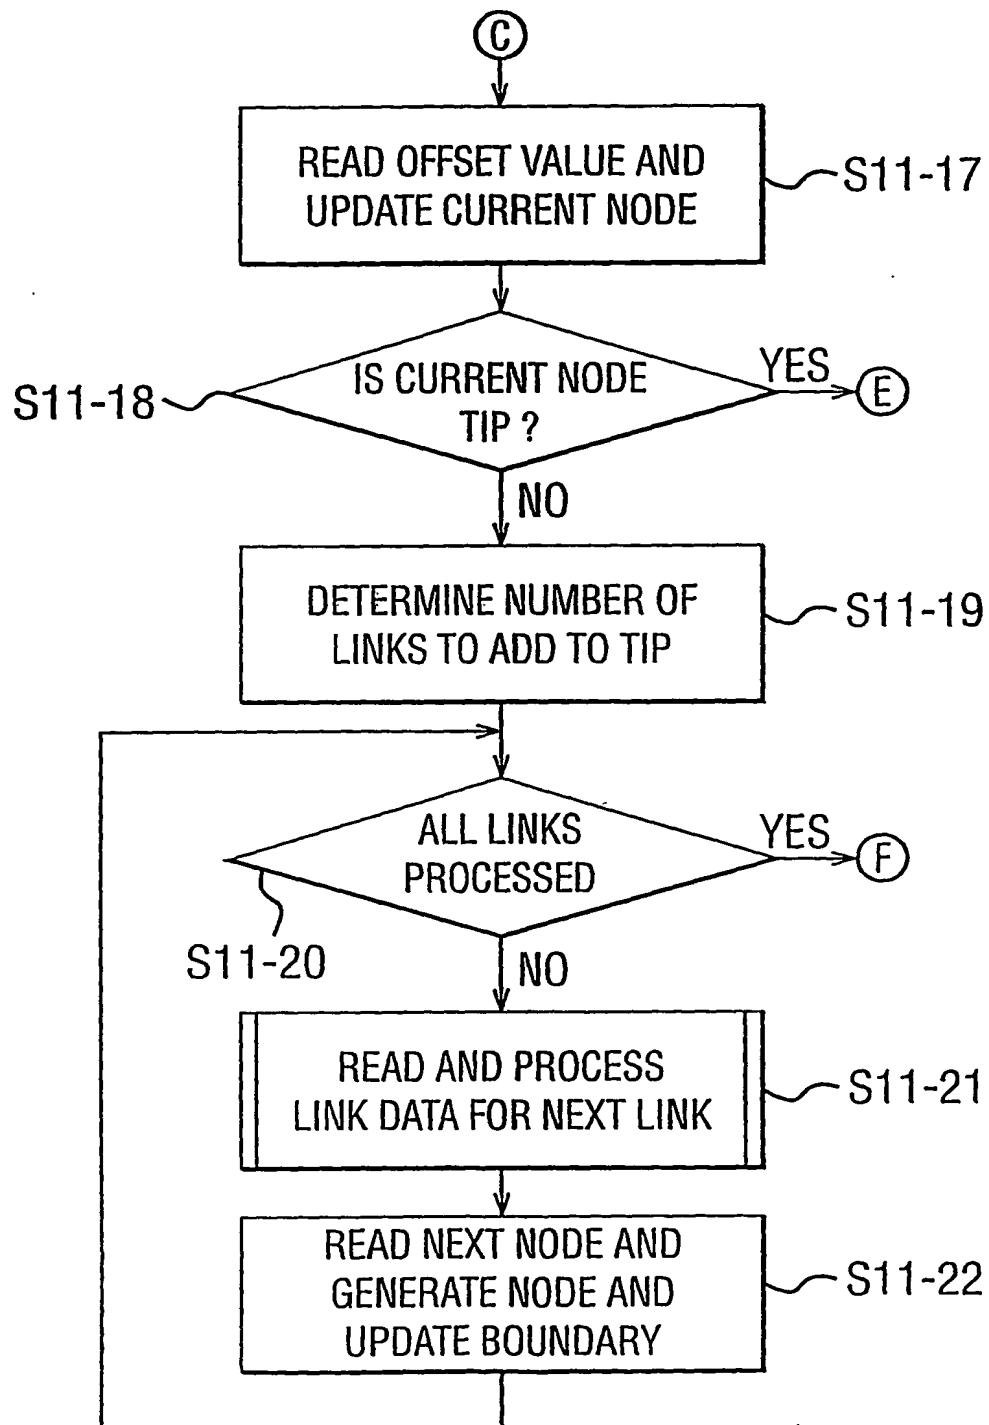 C
READ OFFSET VALUE AND
UPDATE CURRENT NODE
S11-17
IS CURRENT NODE
TIP ?
YES
E
S11-18
NO
DETERMINE NUMBER OF
LINKS TO ADD TO TIP
S11-19
ALL LINKS
PROCESSED
YES
F
S11-20
NO
READ AND PROCESS
LINK DATA FOR NEXT LINK
S11-21
READ NEXT NODE AND
GENERATE NODE AND
UPDATE BOUNDARY
S11-22